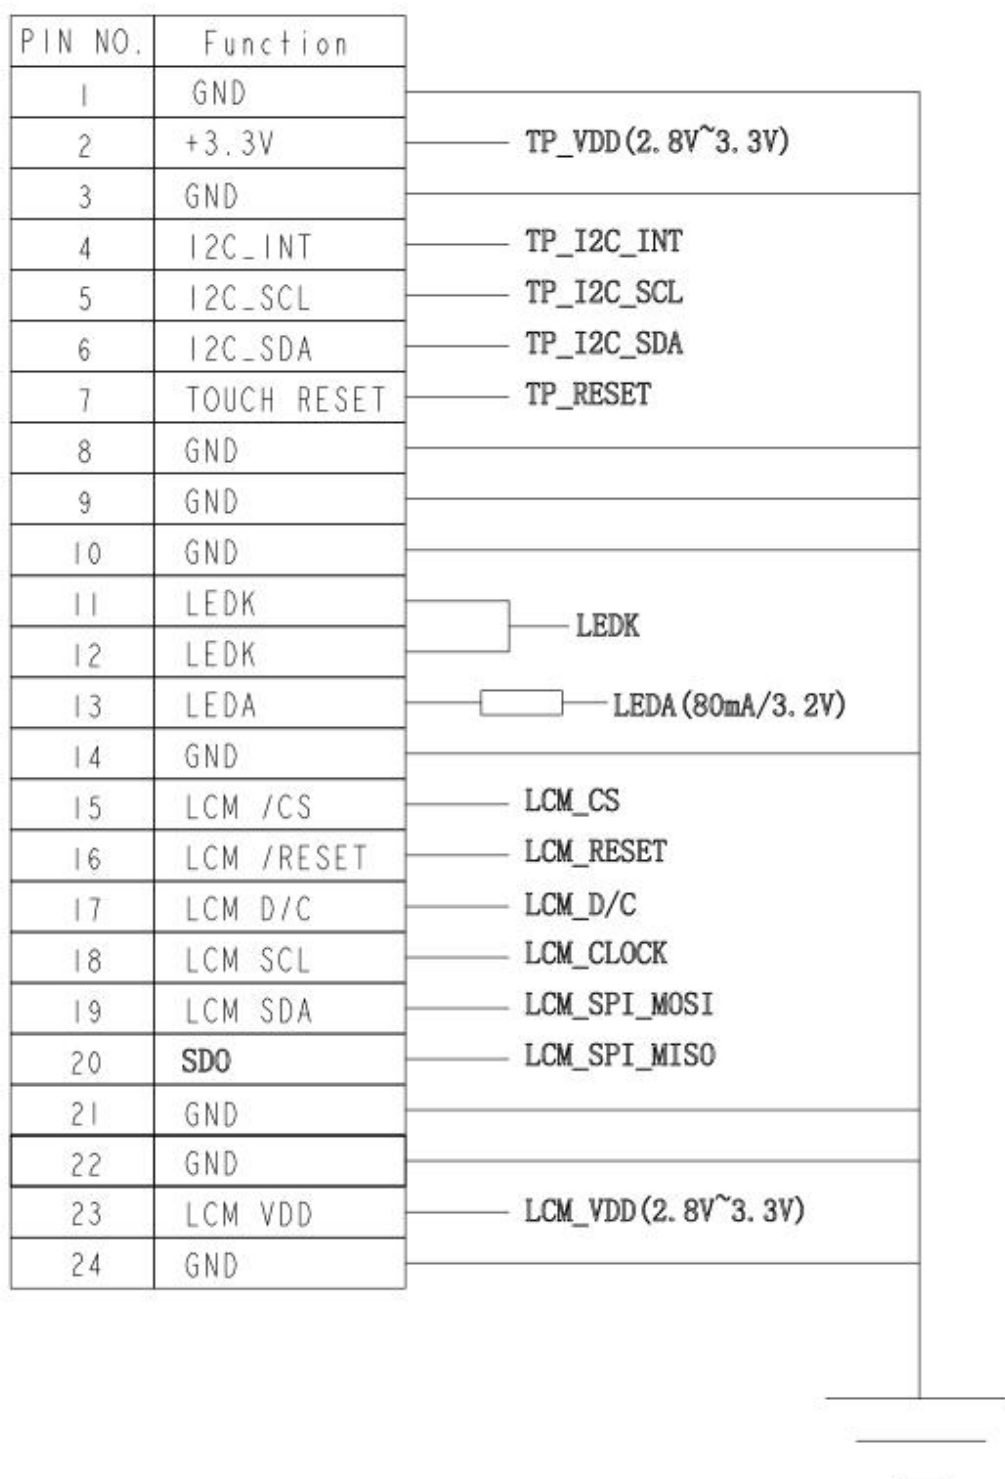 PIN NO. Function
1 GND
2 +3.3V TP_VDD(2.8V~3.3V)
3 GND
4 I2C_INT TP_I2C_INT
5 I2C_SCL TP_I2C_SCL
6 I2C_SDA TP_I2C_SDA
7 TOUCH RESET TP_RESET
8 GND
9 GND
10 GND
11 LEDK
LEDK
12 LEDK
13 LEDA LEDA(80mA/3.2V)
14 GND
15 LCM /CS LCM_CS
16 LCM /RESET LCM_RESET
17 LCM D/C LCM_D/C
18 LCM SCL LCM_CLOCK
19 LCM SDA LCM_SPI_MOSI
20 SDO LCM_SPI_MISO
21 GND
22 GND
23 LCM VDD LCM_VDD(2.8V~3.3V)
24 GND